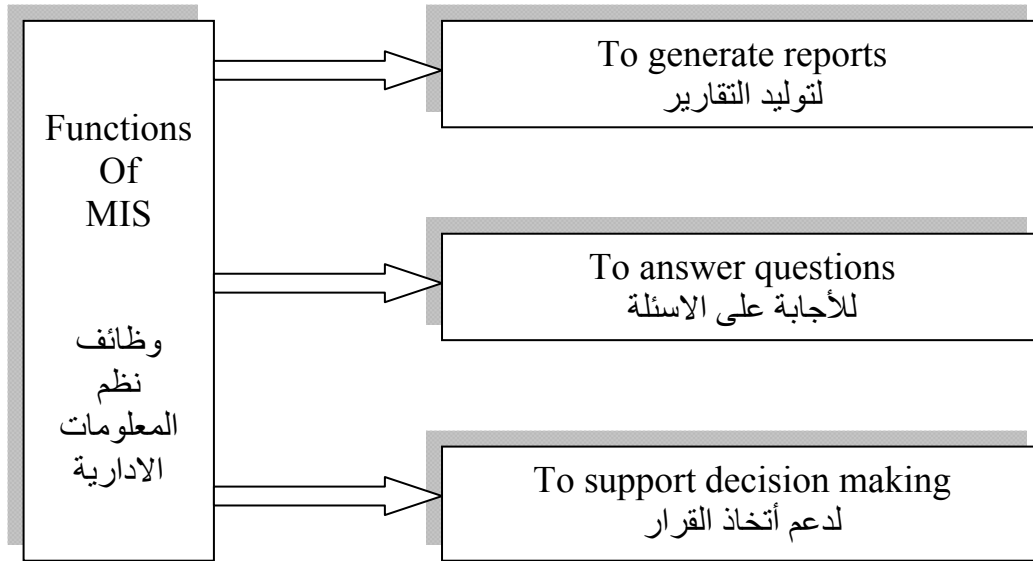 Functions
Of
MIS
وظائف
نظم
المعلومات
الادارية
To generate reports
لتوليد التقارير
To answer questions
للأجابة على الاسئلة
To support decision making
لدعم أتخاذ القرار